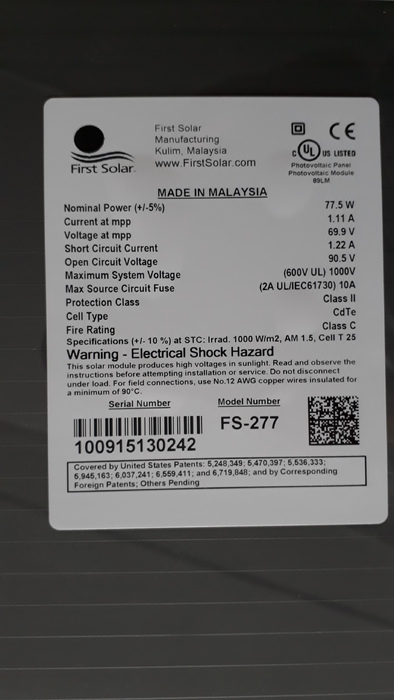 First Solar
Manufacturing
Kulim, Malaysia
www.FirstSolar.com
First Solar
CE
C UL US LISTED
Photovoltaic Panel
Photovoltaic Module
89LM
MADE IN MALAYSIA
Nominal Power (+/-5%) 77.5 W
Current at mpp 1.11 A
Voltage at mpp 69.9 V
Short Circuit Current 1.22 A
Open Circuit Voltage 90.5 V
Maximum System Voltage (600V UL) 1000V
Max Source Circuit Fuse (2A UL/IEC61730) 10A
Protection Class Class II
Cell Type CdTe
Fire Rating Class C
Specifications (+/- 10 %) at STC: Irrad. 1000 W/m2, AM 1.5, Cell T 25
Warning - Electrical Shock Hazard
This solar module produces high voltages in sunlight. Read and observe the
instructions before attempting installation or service. Do not disconnect
under load. For field connections, use No.12 AWG copper wires insulated for
a minimum of 90°C.
Serial Number Model Number
FS-277
100915130242
Covered by United States Patents: 5,248,349; 5,470,397; 5,536,333;
5,945,163; 6,037,241; 6,559,411; and 6,719,848; and by Corresponding
Foreign Patents; Others Pending